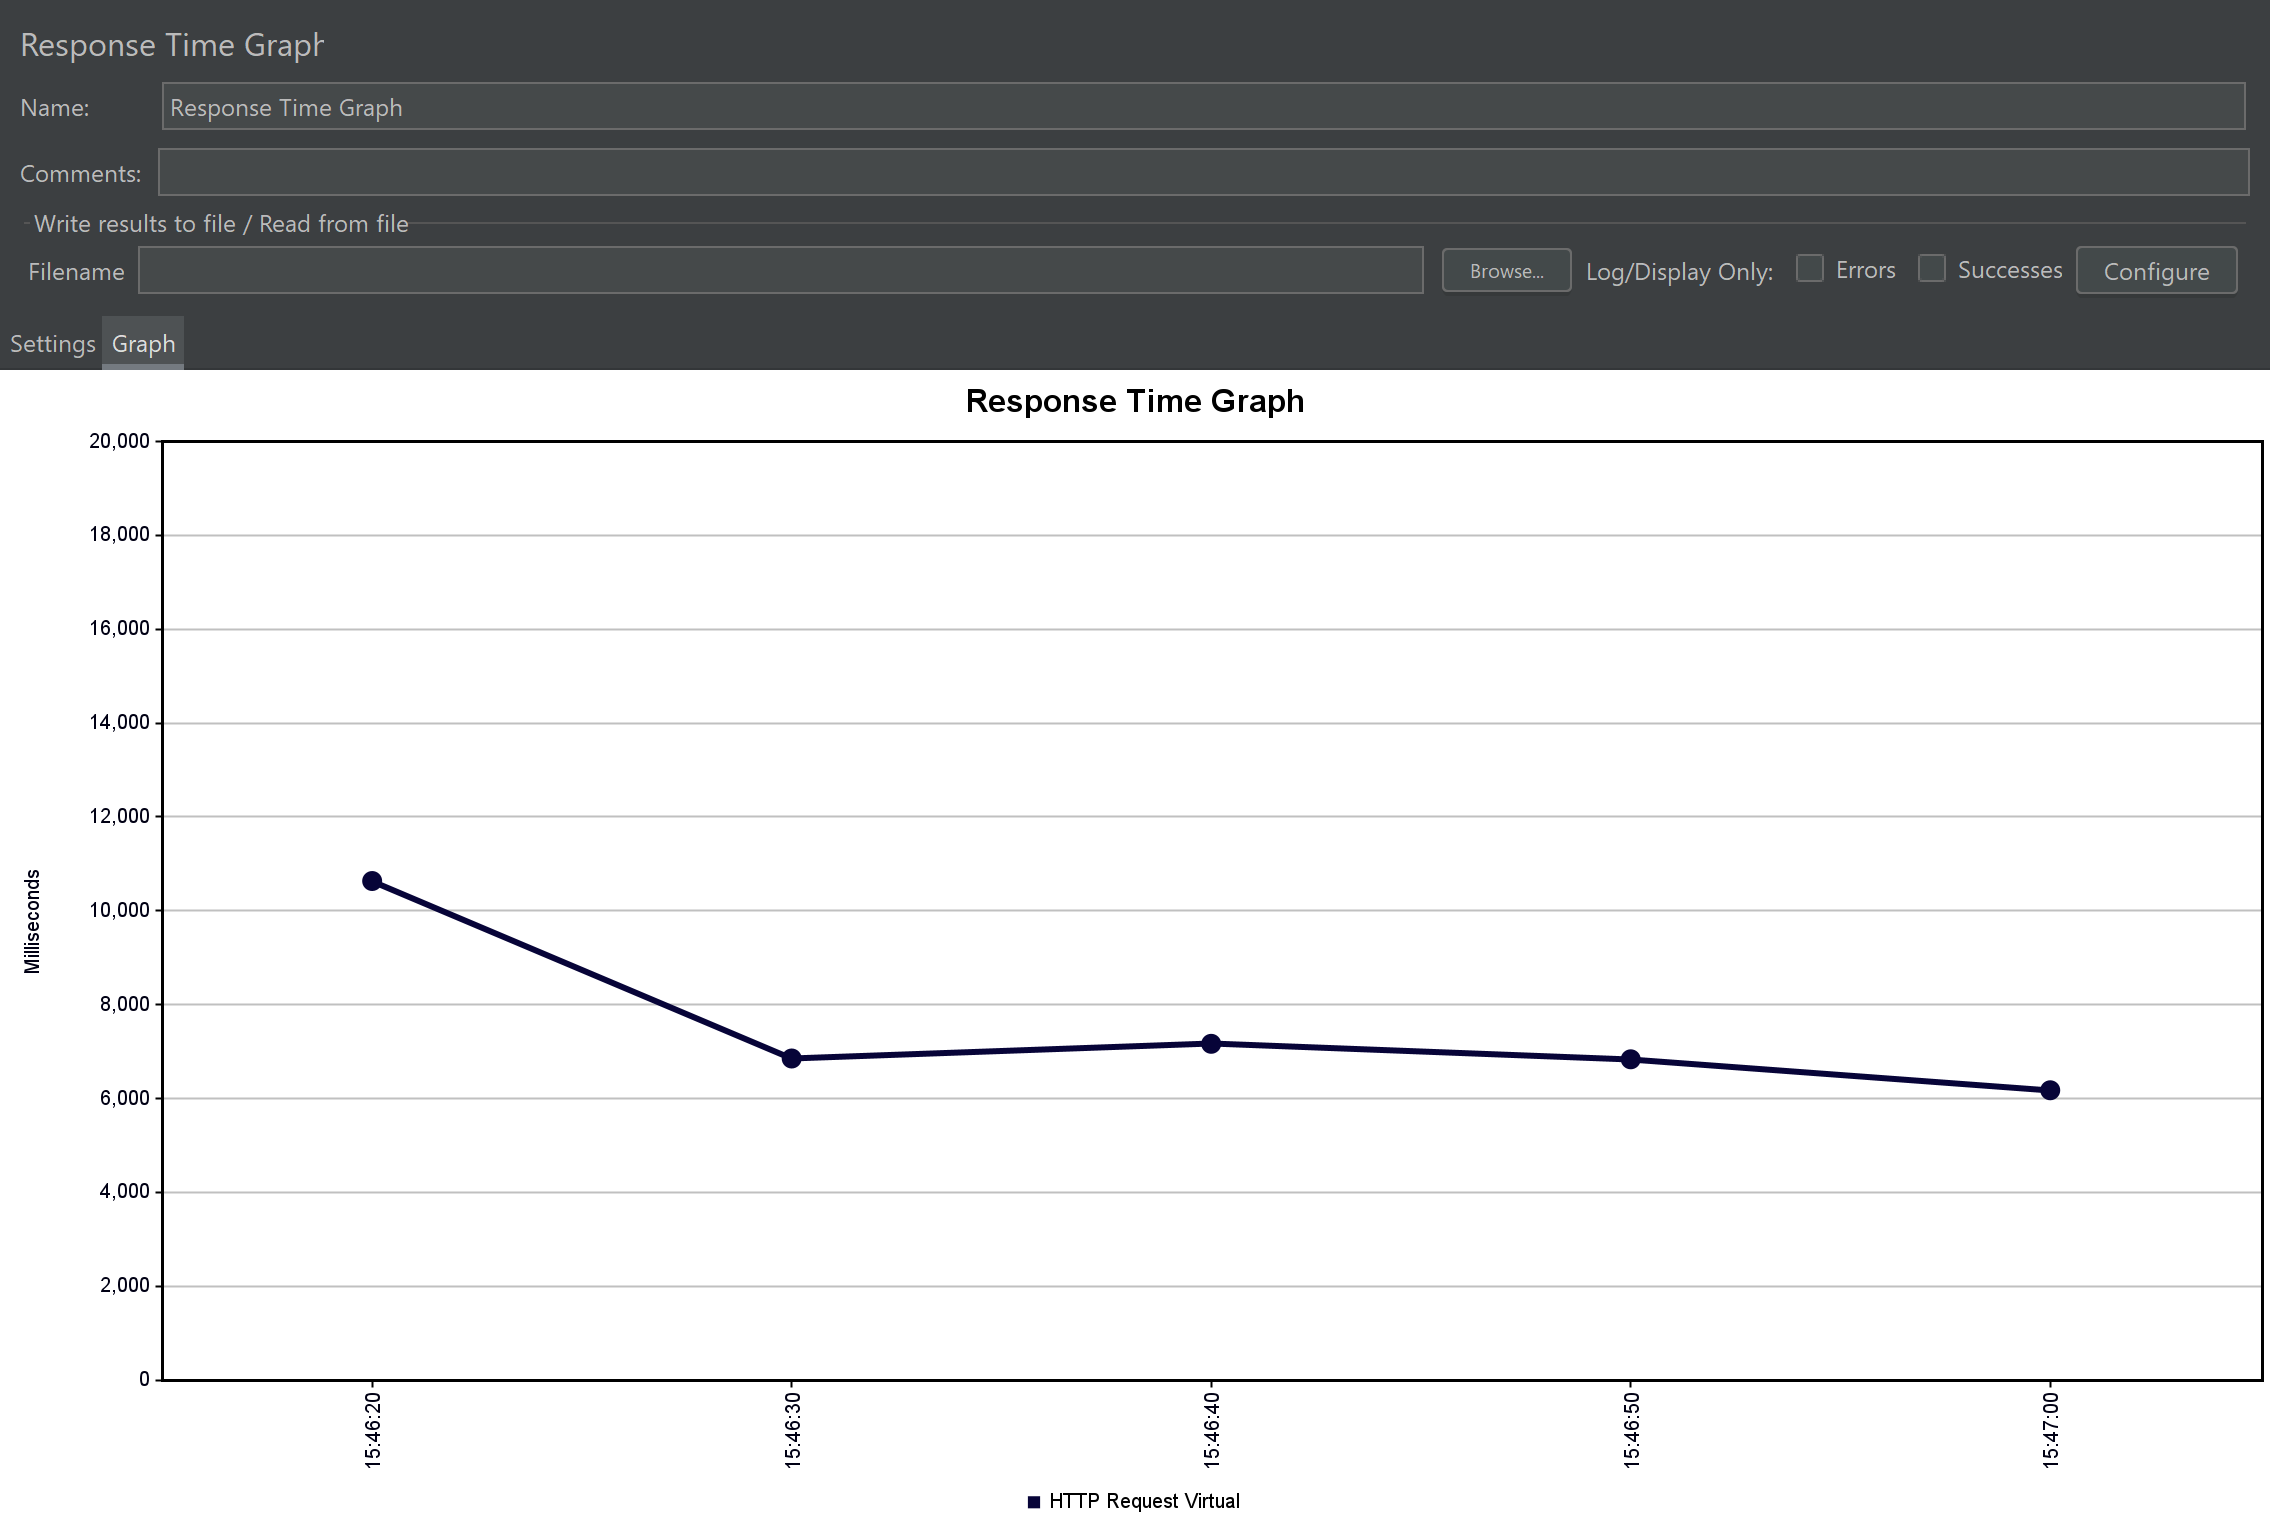 Response Time Graph
Name: Response Time Graph
Comments:
Write results to file / Read from file
Filename Browse... Log/Display Only: Errors Successes Configure
Settings Graph
Response Time Graph
20,000
18,000
16,000
14,000
12,000
10,000
8,000
6,000
4,000
2,000
0
Milliseconds
15:46:20 15:46:30 15:46:40 15:46:50 15:47:00
HTTP Request Virtual